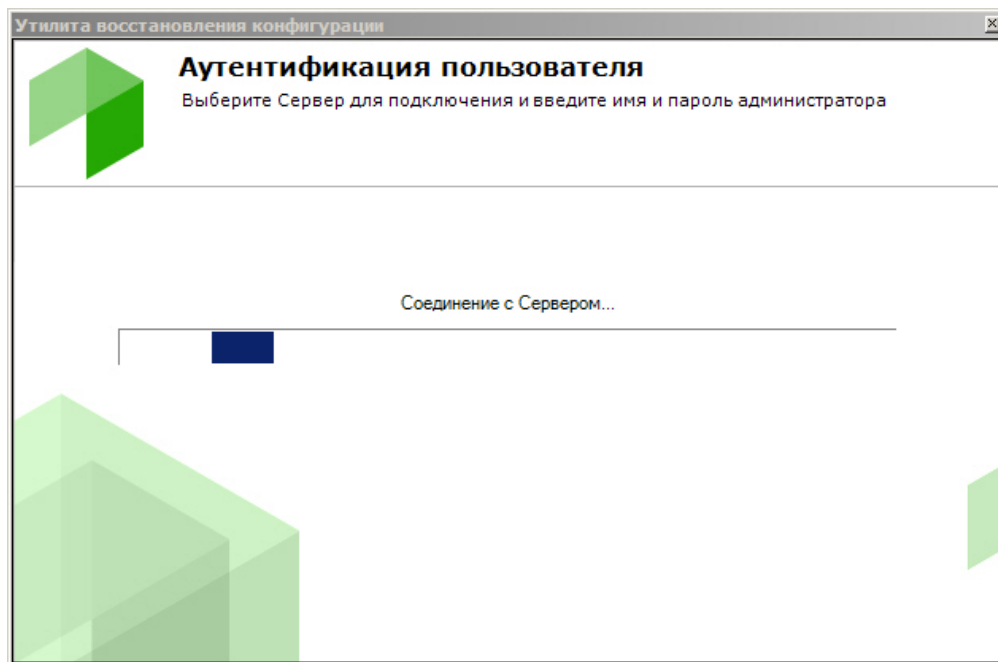 Утилита восстановления конфигурации
Аутентификация пользователя
Выберите Сервер для подключения и введите имя и пароль администратора
Соединение с Сервером...